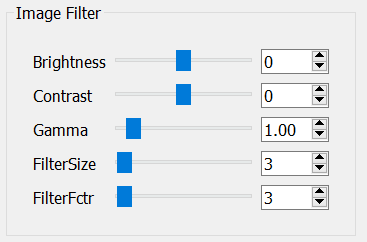 Image Filter
Brightness 0
Contrast 0
Gamma 1.00
FilterSize 3
FilterFctr 3